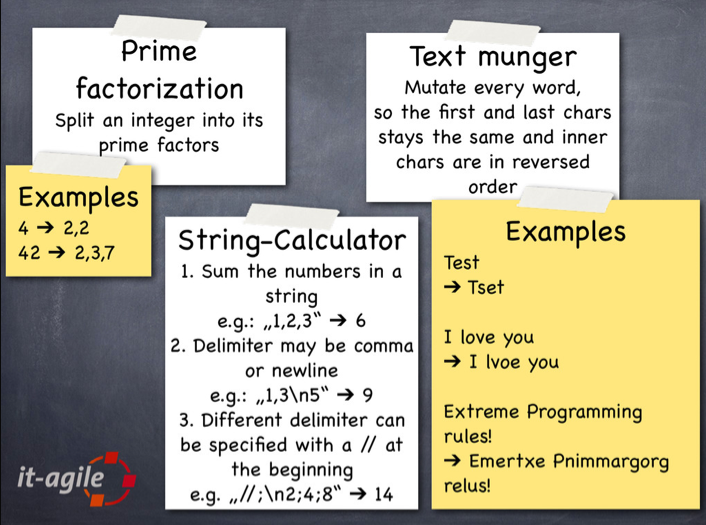 Prime
factorization
Split an integer into its
prime factors
Examples
4 ➔ 2,2
42 ➔ 2,3,7
String-Calculator
1. Sum the numbers in a
string
e.g.: „1,2,3“ ➔ 6
2. Delimiter may be comma
or newline
e.g.: „1,3\n5“ ➔ 9
3. Different delimiter can
be specified with a // at
the beginning
e.g. „//;\n2;4;8“ ➔ 14
Text munger
Mutate every word,
so the first and last chars
stays the same and inner
chars are in reversed
order
Examples
Test
➔ Tset
I love you
➔ I lvoe you
Extreme Programming
rules!
➔ Emertxe Pnimmargorg
relus!
it-agile